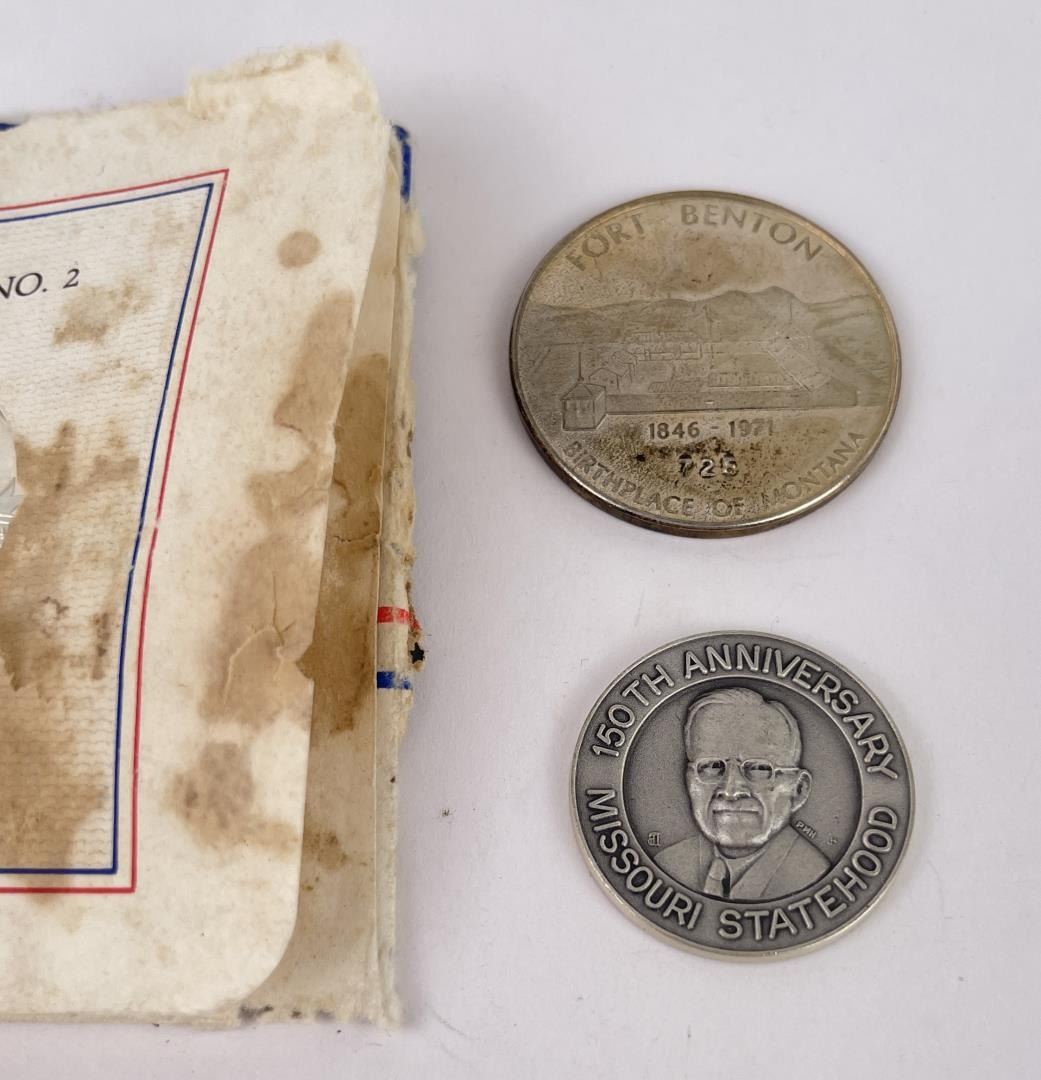 NO. 2
FORT BENTON
1846 - 1971
725
BIRTHPLACE OF MONTANA
150TH ANNIVERSARY
MISSOURI STATEHOOD